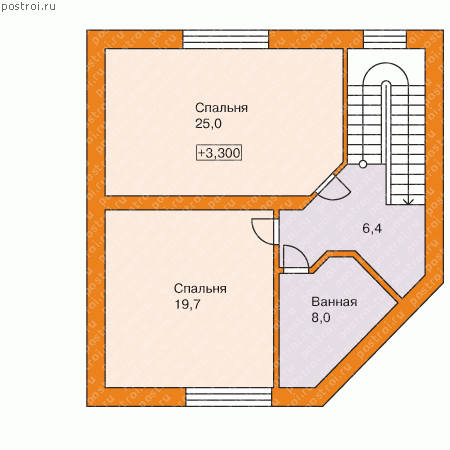 postroi.ru
Спальня
25,0
+3,300
6,4
Спальня
19,7
Ванная
8,0